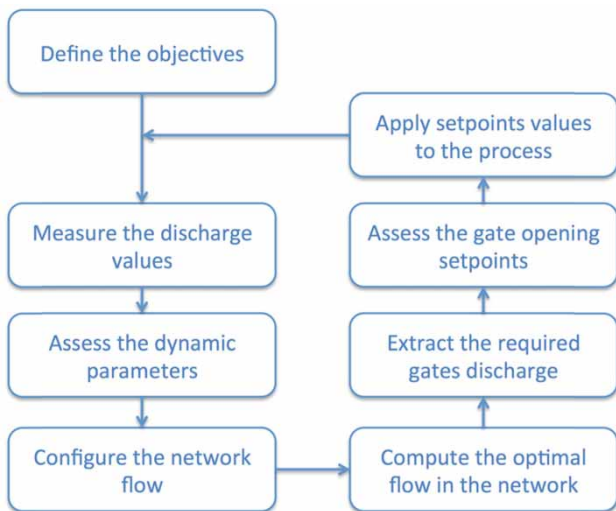 Define the objectives
Apply setpoints values
to the process
Measure the discharge
values
Assess the gate opening
setpoints
Assess the dynamic
parameters
Extract the required
gates discharge
Configure the network
flow
Compute the optimal
flow in the network